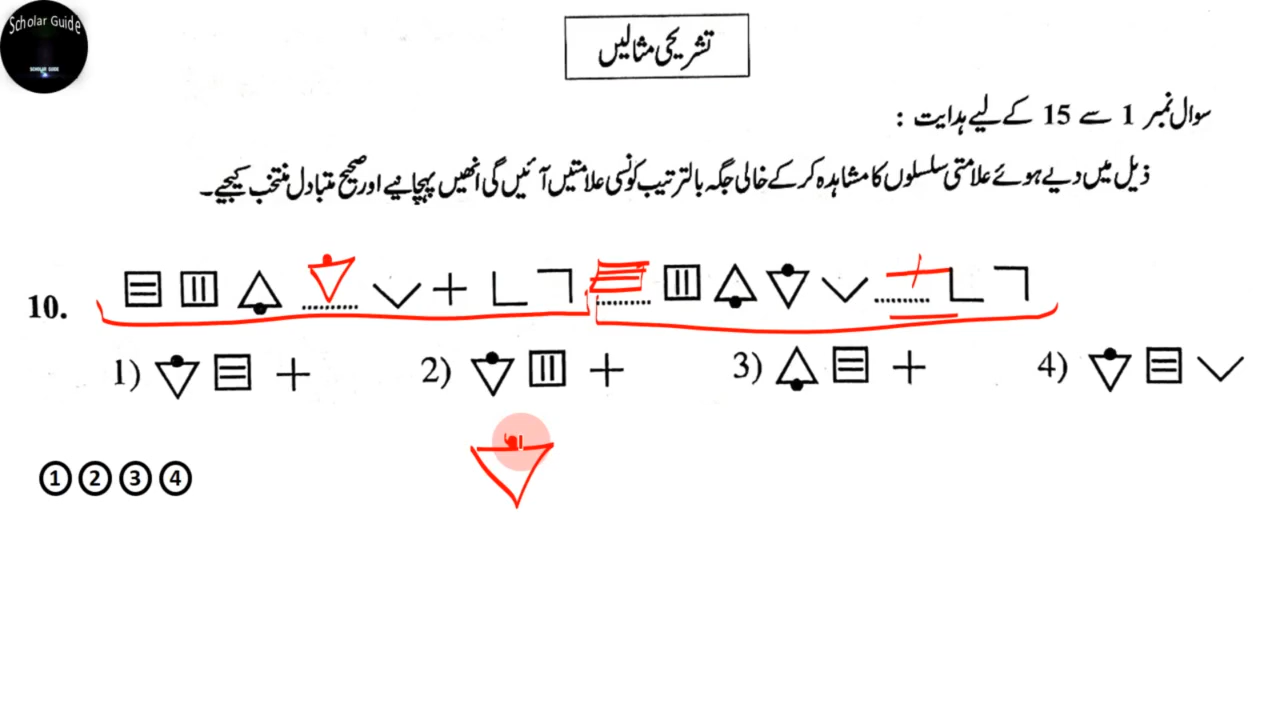 Scholar Guide
SCHOLAR GUIDE
تشریحی مثالیں
سوال نمبر 1 سے 15 کے لیے ہدایت :
ذیل میں دیے ہوئے علامتی سلسلوں کا مشاہدہ کر کے خالی جگہ بالترتیب کونسی علامتیں آئیں گی انھیں پہچانیے اور صحیح متبادل منتخب کیجیے۔
10. + +
1) + 2) + 3) + 4)
1 2 3 4